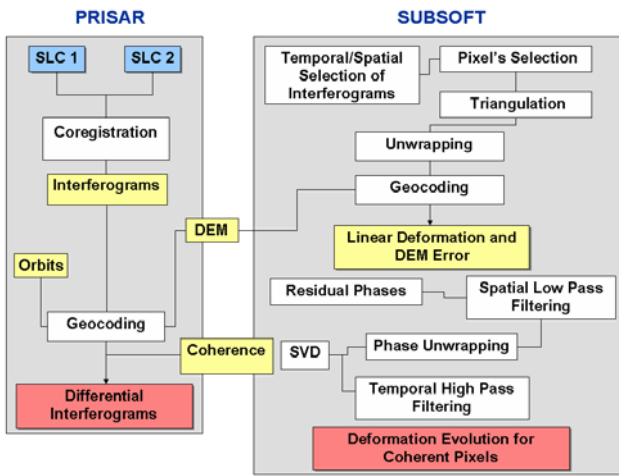 PRISAR
SLC 1
SLC 2
Coregistration
Interferograms
DEM
Orbits
Geocoding
Coherence
Differential
Interferograms
SUBSOFT
Temporal/Spatial
Selection of
Interferograms
Pixel's Selection
Triangulation
Unwrapping
Geocoding
Linear Deformation and
DEM Error
Residual Phases
Spatial Low Pass
Filtering
Phase Unwrapping
SVD
Temporal High Pass
Filtering
Deformation Evolution for
Coherent Pixels